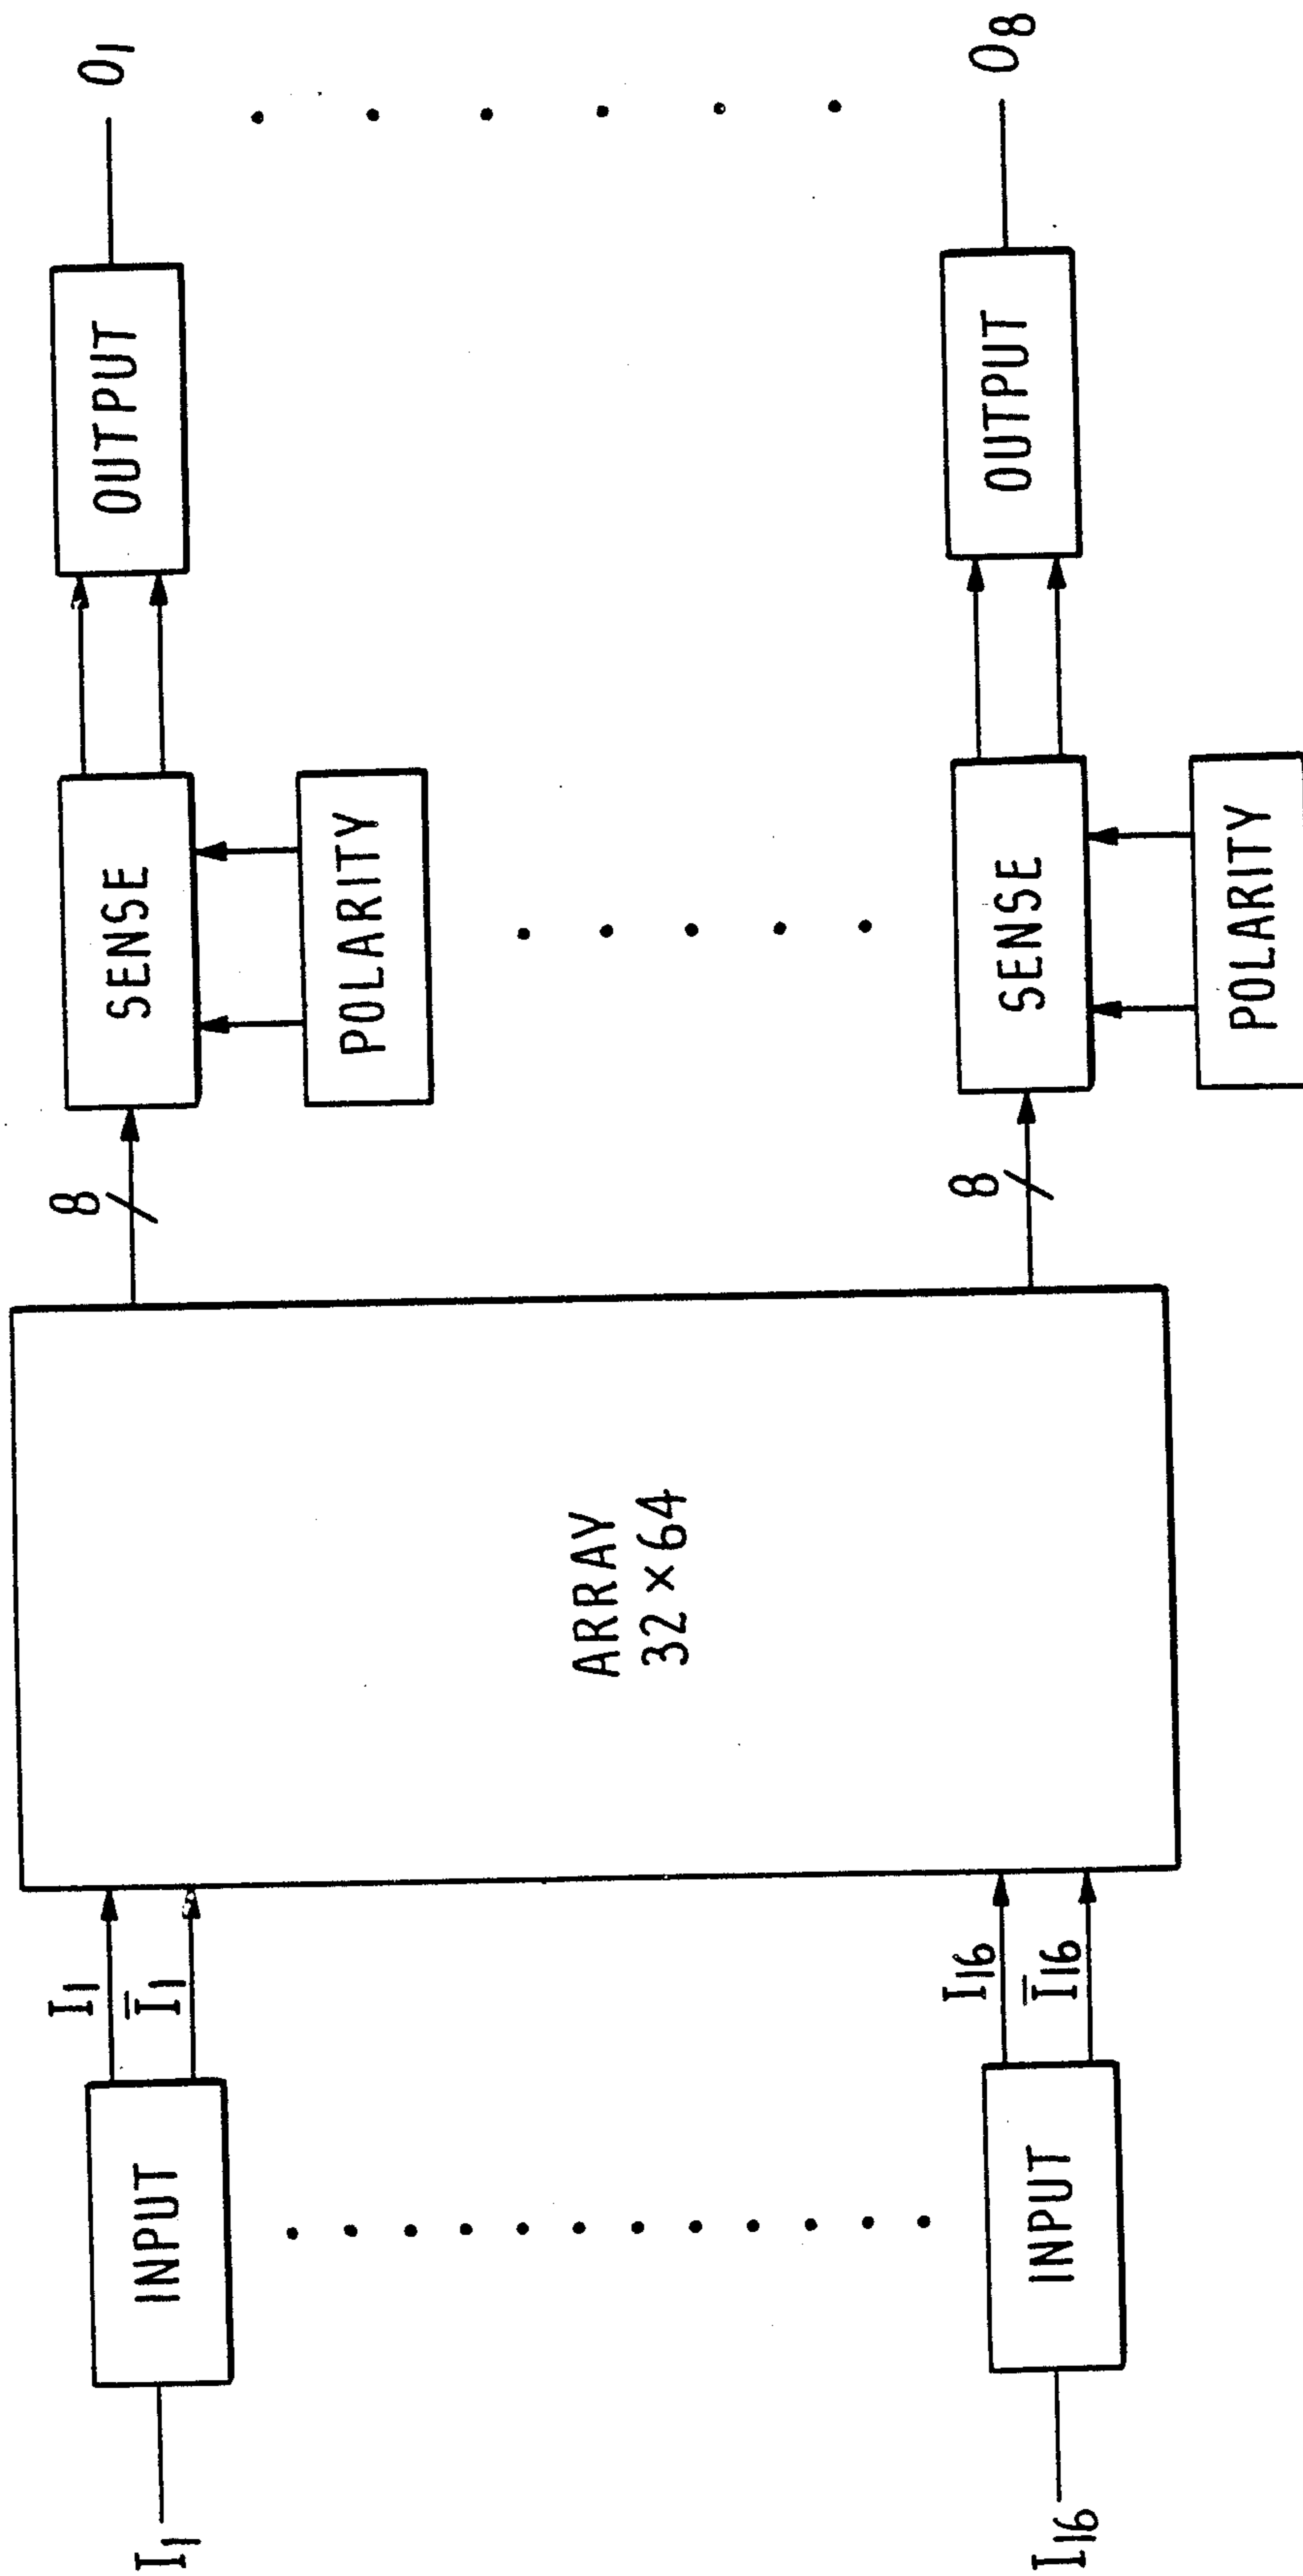 I₁
INPUT
I₁
Ī₁
I₁₆
INPUT
I₁₆
Ī₁₆
ARRAY
32 × 64
8
SENSE
POLARITY
OUTPUT
O₁
8
SENSE
POLARITY
OUTPUT
O₈